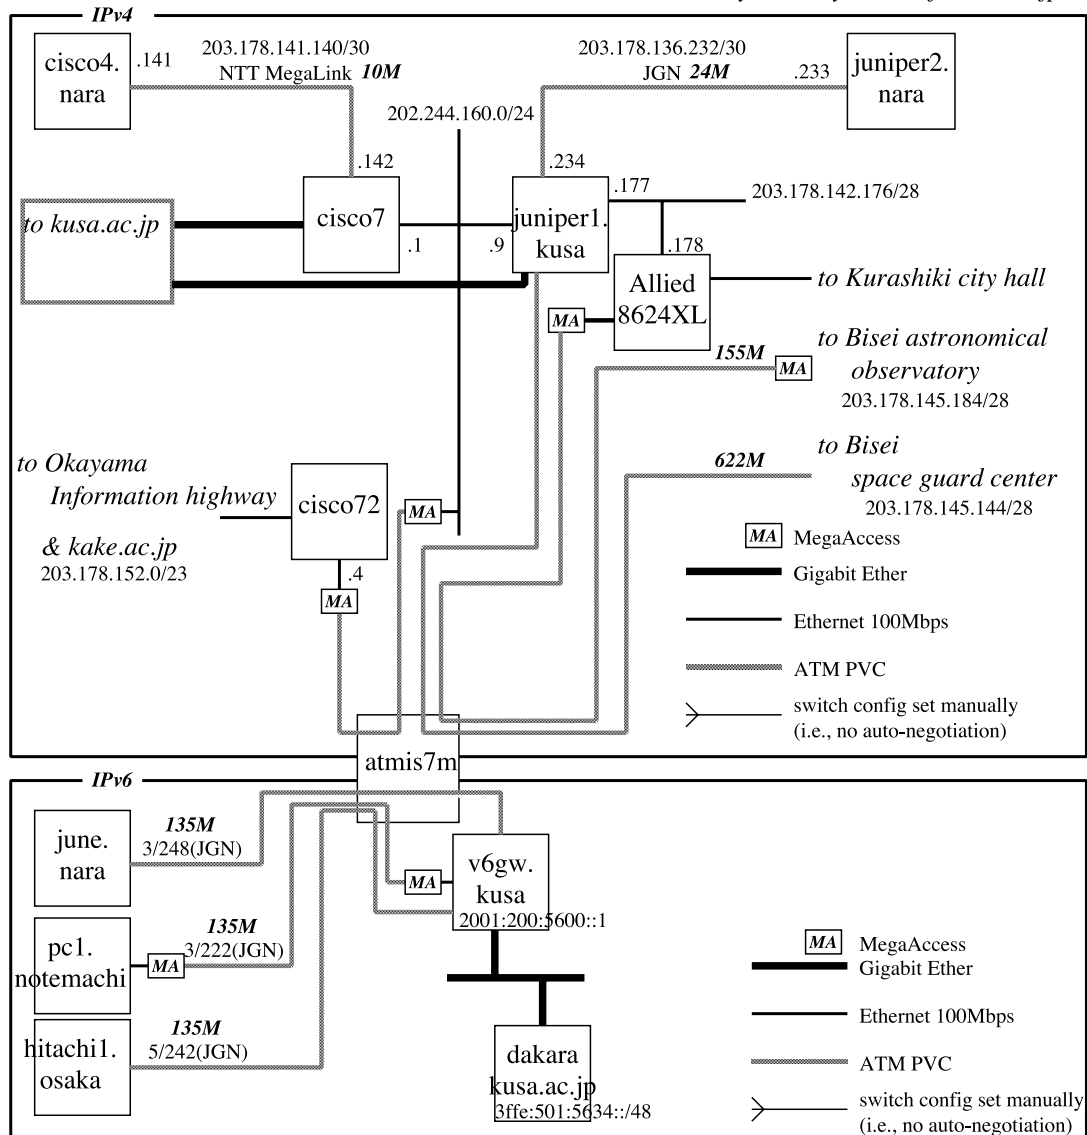 IPv4
cisco4.
nara
.141
203.178.141.140/30
NTT MegaLink 10M
203.178.136.232/30
JGN 24M
.233
juniper2.
nara
202.244.160.0/24
.142
.234
.177
203.178.142.176/28
to kusa.ac.jp
cisco7
.1
.9
juniper1.
kusa
.178
Allied
8624XL
to Kurashiki city hall
MA
155M
to Bisei astronomical
observatory
MA
203.178.145.184/28
to Okayama
Information highway
& kake.ac.jp
203.178.152.0/23
cisco72
.4
MA
MA
622M
to Bisei
space guard center
203.178.145.144/28
MA MegaAccess
Gigabit Ether
Ethernet 100Mbps
ATM PVC
switch config set manually
(i.e., no auto-negotiation)
atmis7m
IPv6
june.
nara
135M
3/248(JGN)
v6gw.
kusa
2001:200:5600::1
MA
pc1.
notemachi
MA
135M
3/222(JGN)
hitachi1.
osaka
135M
5/242(JGN)
dakara
kusa.ac.jp
3ffe:501:5634::/48
MA MegaAccess
Gigabit Ether
Ethernet 100Mbps
ATM PVC
switch config set manually
(i.e., no auto-negotiation)